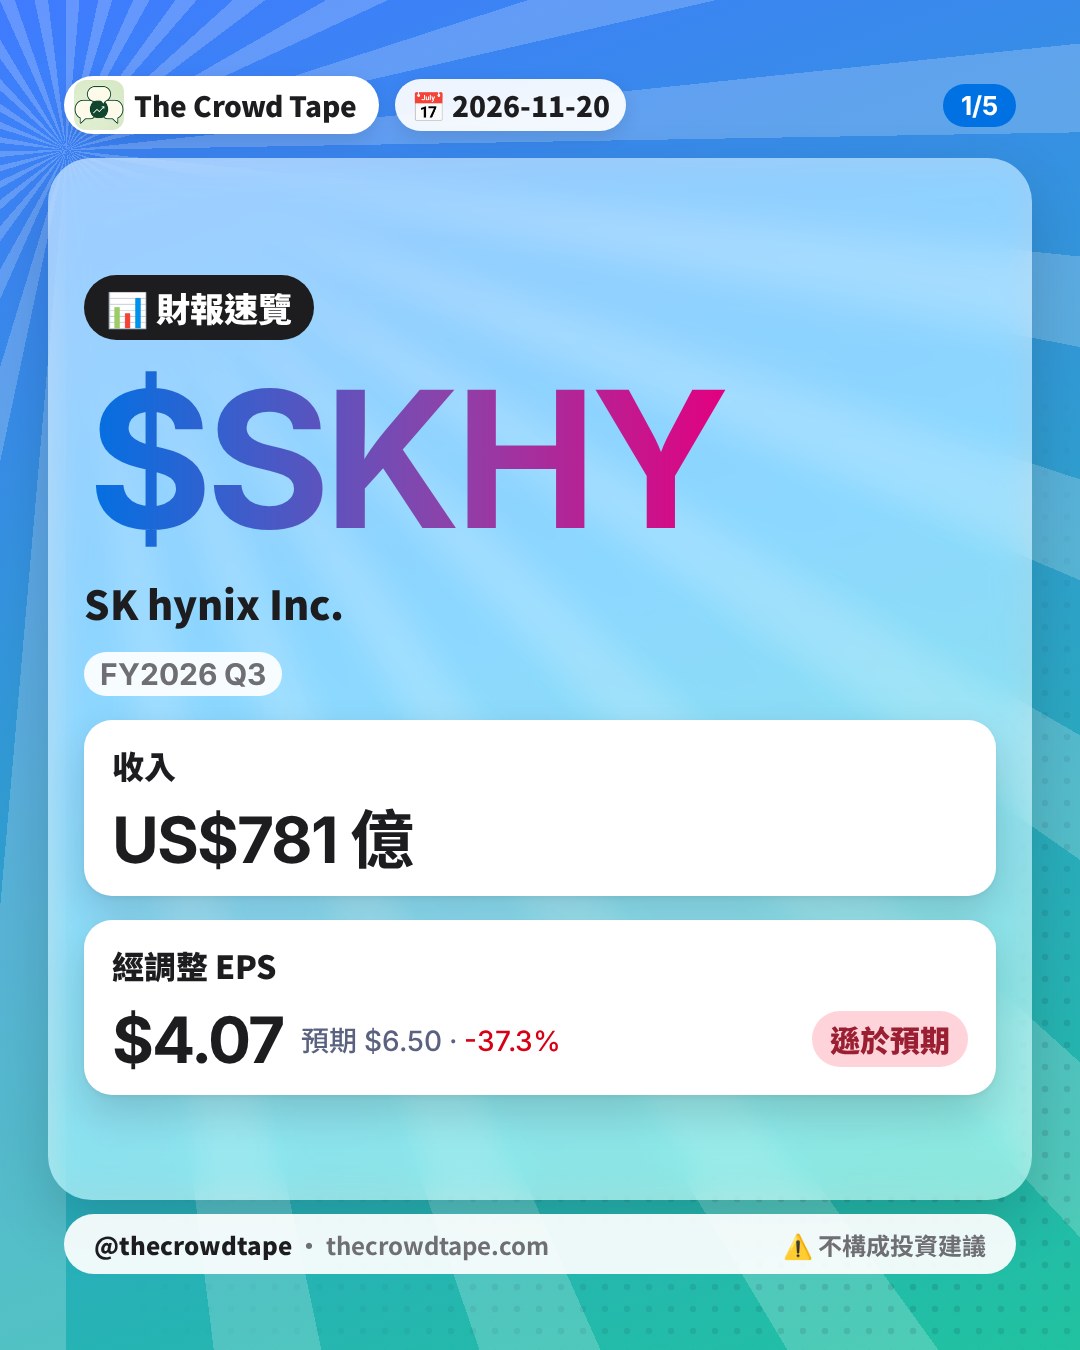 The Crowd Tape
July 17 2026-11-20
1/5
財報速覽
$SKHY
SK hynix Inc.
FY2026 Q3
收入
US$781 億
經調整 EPS
$4.07 預期 $6.50 · -37.3%
遜於預期
@thecrowdtape • thecrowdtape.com
⚠️ 不構成投資建議